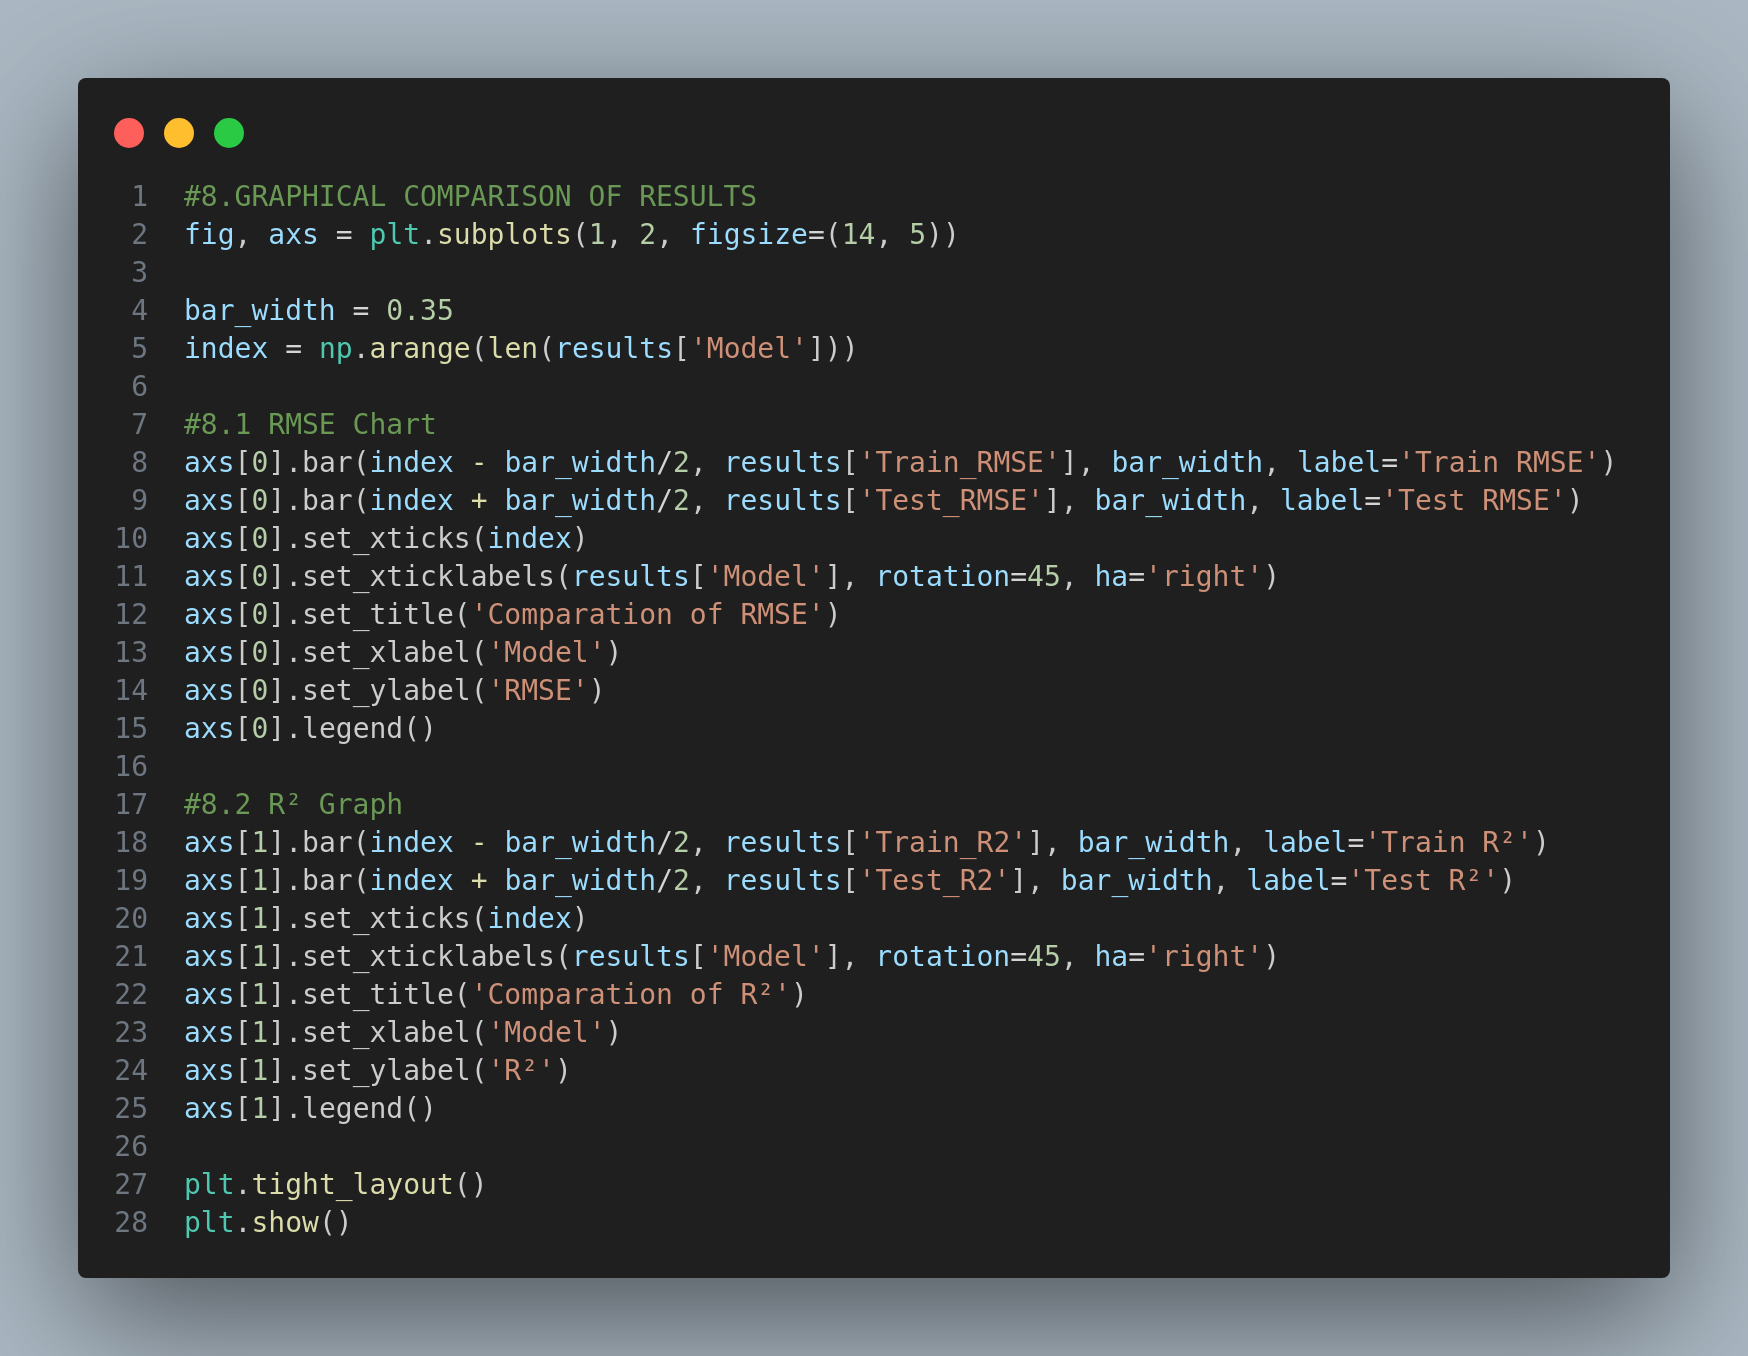 1 #8.GRAPHICAL COMPARISON OF RESULTS
2 fig, axs = plt.subplots(1, 2, figsize=(14, 5))
3
4 bar_width = 0.35
5 index = np.arange(len(results['Model']))
6
7 #8.1 RMSE Chart
8 axs[0].bar(index - bar_width/2, results['Train_RMSE'], bar_width, label='Train RMSE')
9 axs[0].bar(index + bar_width/2, results['Test_RMSE'], bar_width, label='Test RMSE')
10 axs[0].set_xticks(index)
11 axs[0].set_xticklabels(results['Model'], rotation=45, ha='right')
12 axs[0].set_title('Comparation of RMSE')
13 axs[0].set_xlabel('Model')
14 axs[0].set_ylabel('RMSE')
15 axs[0].legend()
16
17 #8.2 R² Graph
18 axs[1].bar(index - bar_width/2, results['Train_R2'], bar_width, label='Train R²')
19 axs[1].bar(index + bar_width/2, results['Test_R2'], bar_width, label='Test R²')
20 axs[1].set_xticks(index)
21 axs[1].set_xticklabels(results['Model'], rotation=45, ha='right')
22 axs[1].set_title('Comparation of R²')
23 axs[1].set_xlabel('Model')
24 axs[1].set_ylabel('R²')
25 axs[1].legend()
26
27 plt.tight_layout()
28 plt.show()